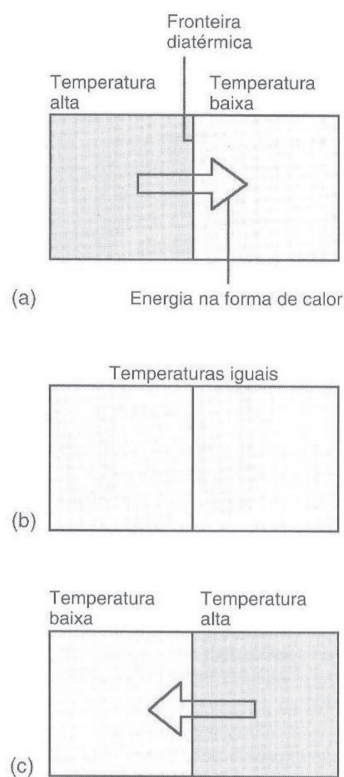 Fronteira
diatérmica
Temperatura
alta
Temperatura
baixa
(a)
Energia na forma de calor
Temperaturas iguais
(b)
Temperatura
baixa
Temperatura
alta
(c)